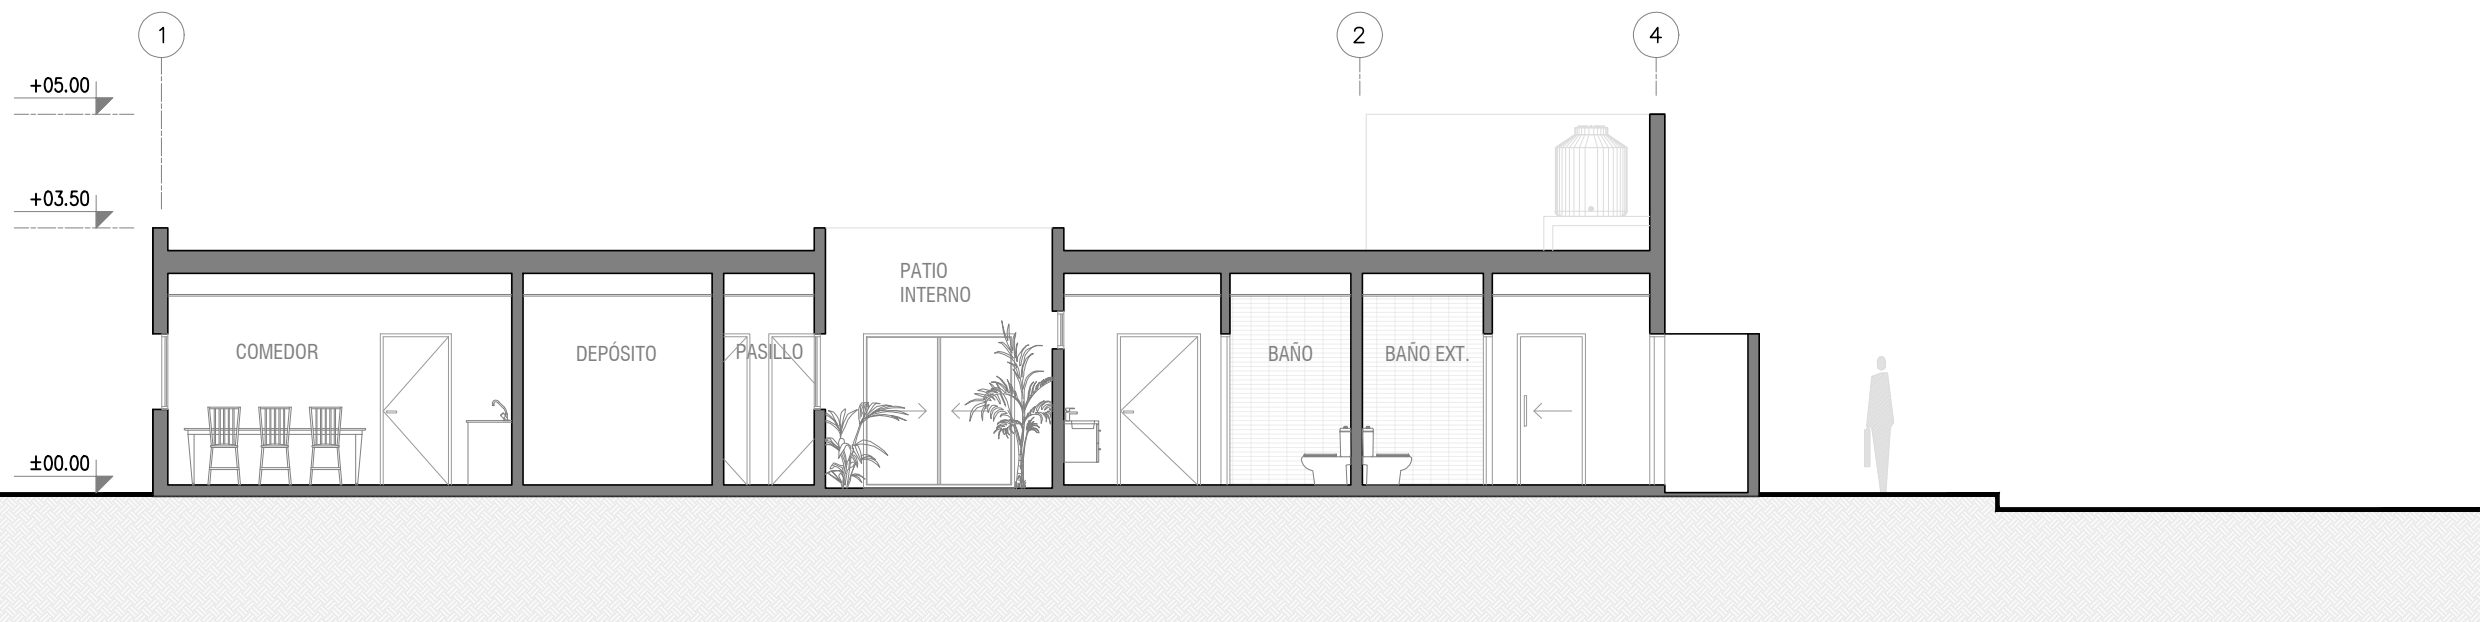 1
2
4
+05.00
+03.50
PATIO
INTERNO
COMEDOR
DEPÓSITO
PASILLO
BAÑO
BAÑO EXT.
±00.00